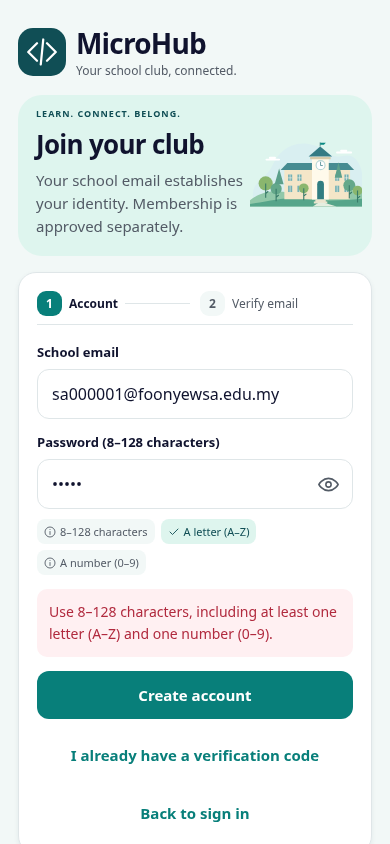 MicroHub
Your school club, connected.
LEARN. CONNECT. BELONG.
Join your club
Your school email establishes
your identity. Membership is
approved separately.
1 Account
2 Verify email
School email
sa000001@foonyewsa.edu.my
Password (8–128 characters)
•••••
8–128 characters
A letter (A–Z)
A number (0–9)
Use 8–128 characters, including at least one
letter (A–Z) and one number (0–9).
Create account
I already have a verification code
Back to sign in